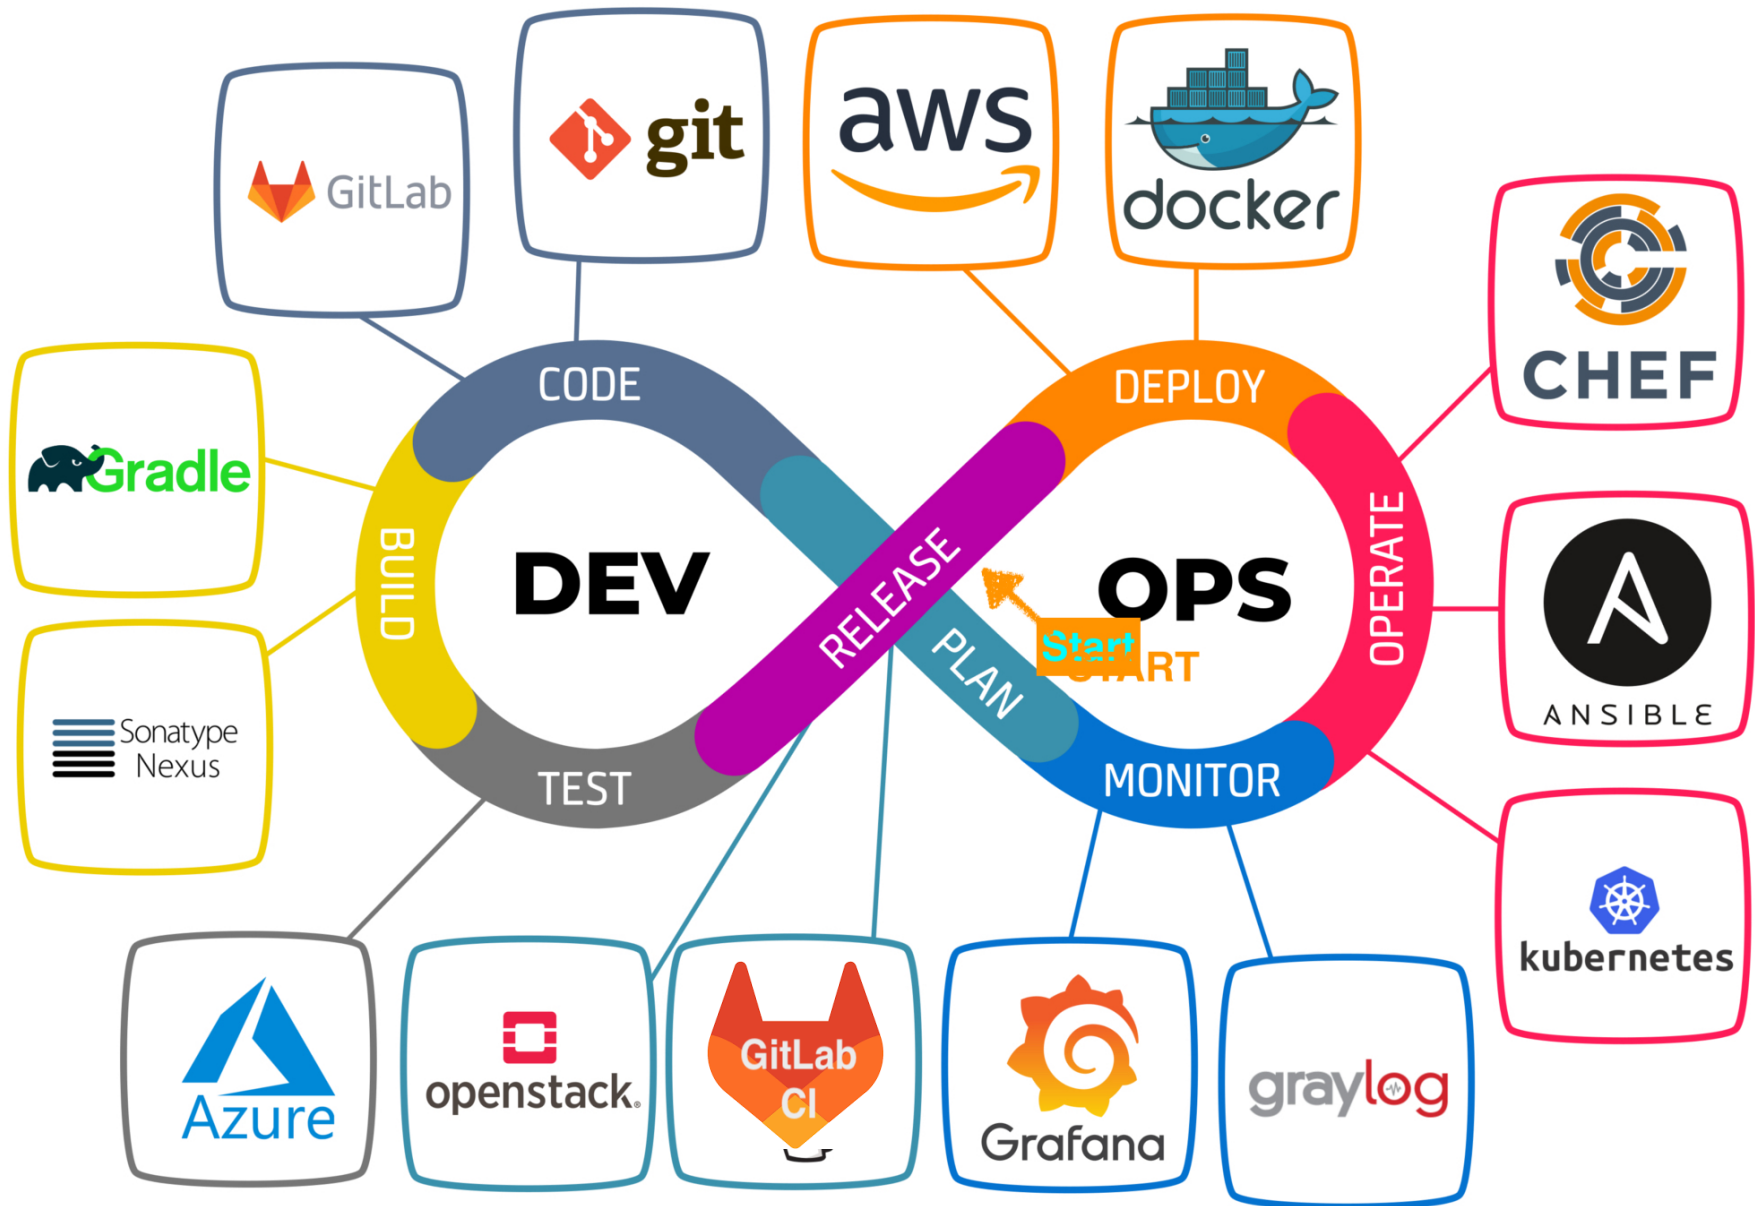 GitLab
git
aws
docker
CHEF
Gradle
CODE
DEPLOY
BUILD
DEV
RELEASE
OPS
OPERATE
ANSIBLE
Start
START
PLAN
Sonatype
Nexus
TEST
MONITOR
kubernetes
Azure
openstack®
GitLab
CI
Grafana
graylog